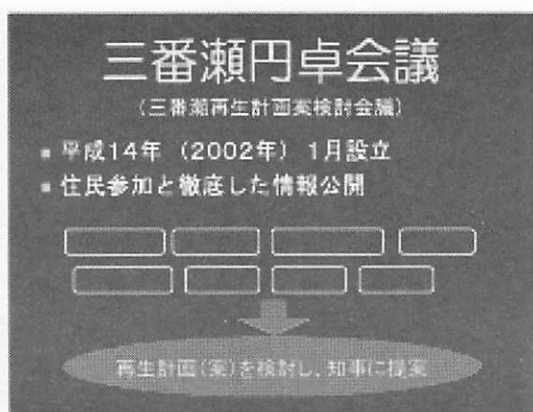 三番瀬円卓会議
(三番瀬再生計画案検討会議)
■ 平成14年 (2002年) 1月設立
■ 住民参加と徹底した情報公開
再生計画(案)を検討し、知事に提案